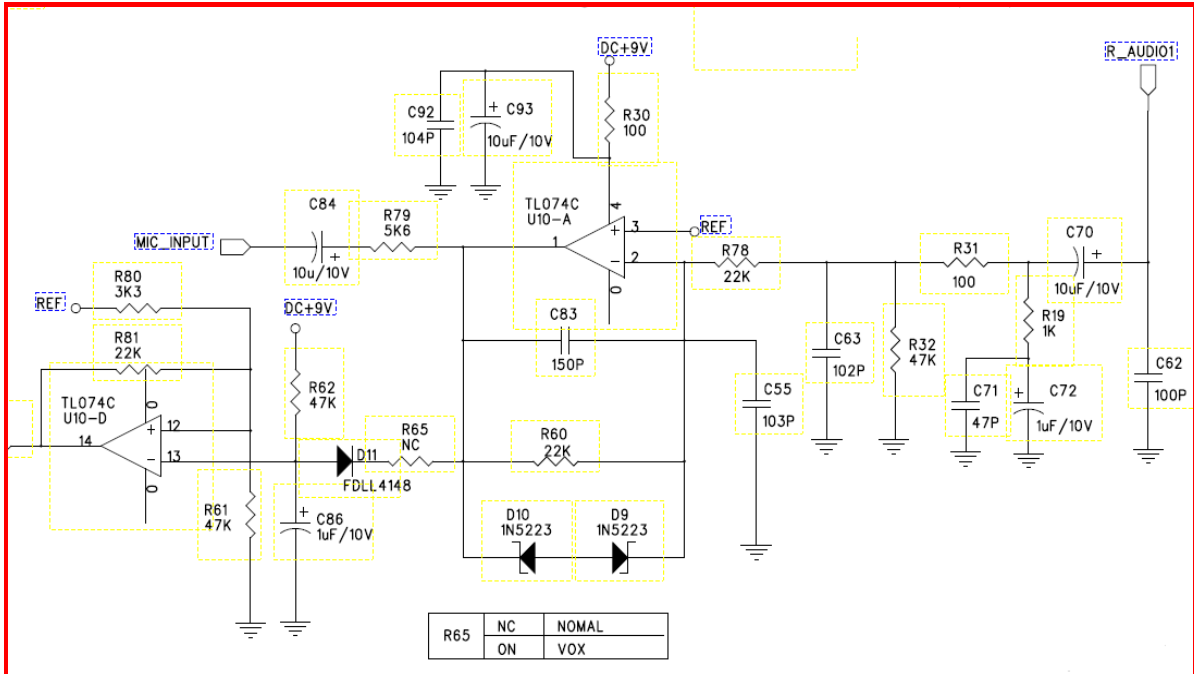 DC+9V
R_AUDIO1
C92
104P
C93
+
10uF/10V
R30
100
TL074C
U10-A
4
+
3
REF
1
-
2
0
C84
+
10u/10V
R79
5K6
MIC_INPUT
R78
22K
R31
100
C70
+
10uF/10V
R19
1K
R80
3K3
REF
DC+9V
C83
150P
R81
22K
R62
47K
C63
102P
R32
47K
C71
47P
+
C72
1uF/10V
C62
100P
C55
103P
TL074C
U10-D
0
14
+
12
-
13
0
D11
FDLL4148
R65
NC
R60
22K
R61
47K
+
C86
1uF/10V
D10
1N5223
D9
1N5223
R65
NC
NOMAL
ON
VOX